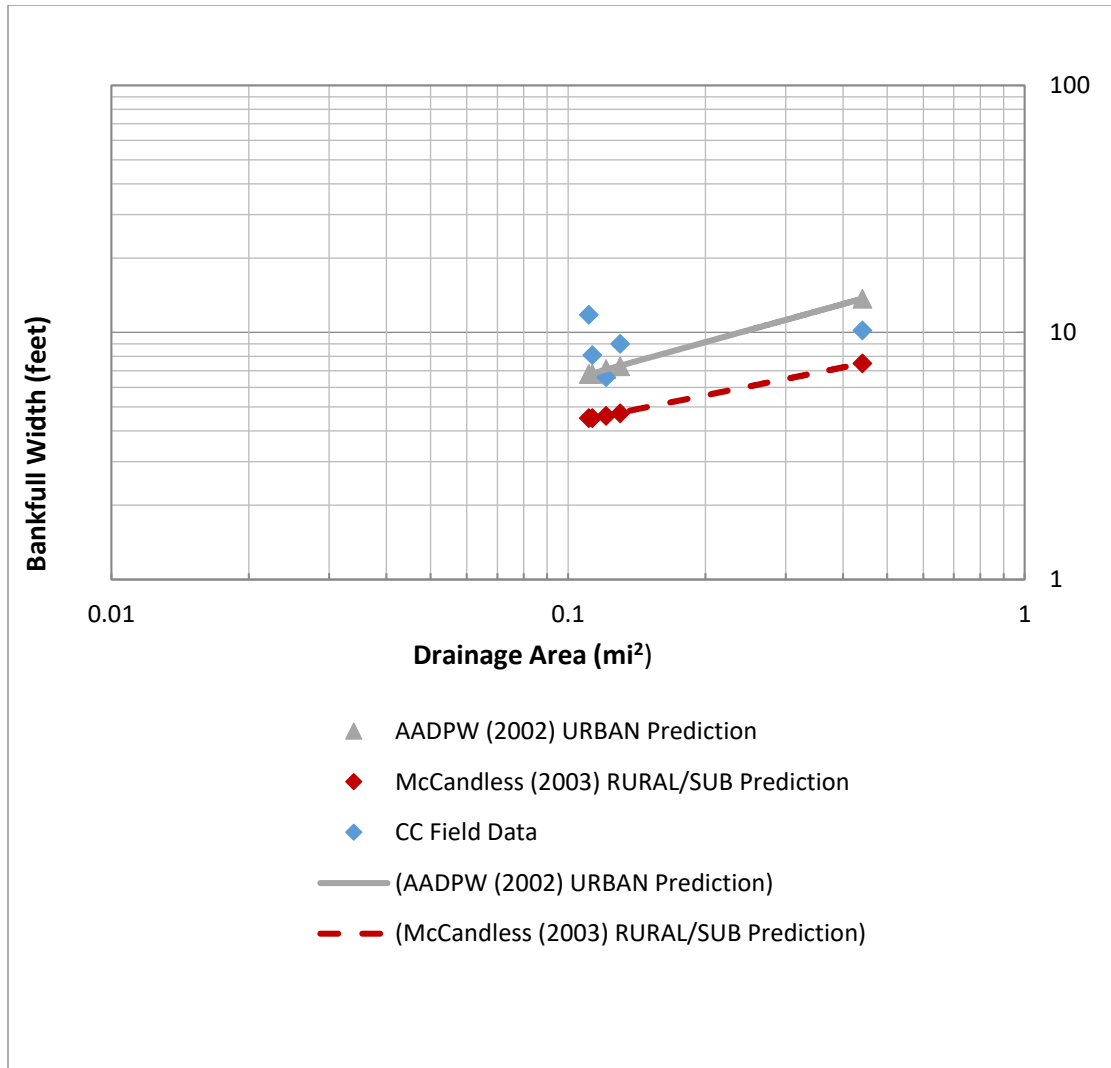 100
10
1
Bankfull Width (feet)
0.01 0.1 1
Drainage Area (mi²)
AADPW (2002) URBAN Prediction
McCandless (2003) RURAL/SUB Prediction
CC Field Data
(AADPW (2002) URBAN Prediction)
(McCandless (2003) RURAL/SUB Prediction)